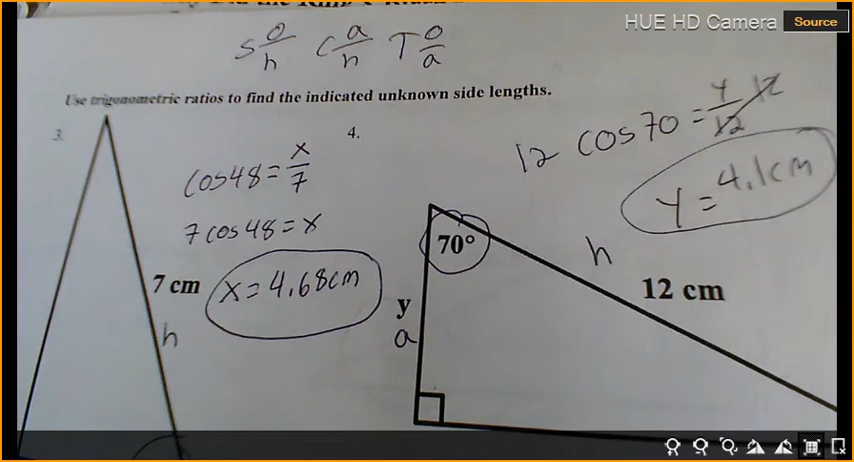 HUE HD Camera
Source
S o/h C a/h T o/a
Use trigonometric ratios to find the indicated unknown side lengths.
3.
4.
cos48 = x/7
7cos48 = x
x = 4.68cm
7 cm
h
12 cos70 = y/12 12
y = 4.1cm
70°
h
12 cm
y
a